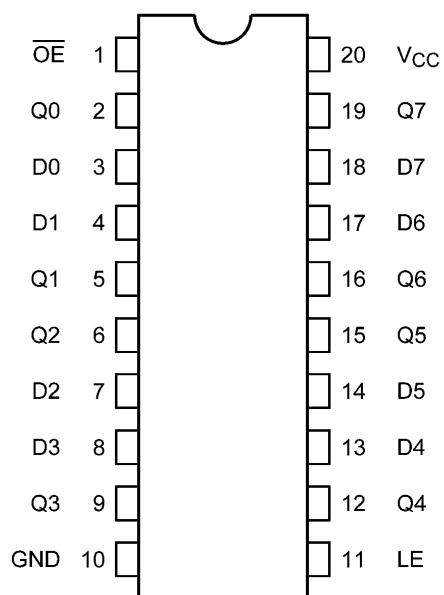 O̅E̅ 1 20 VCC
Q0 2 19 Q7
D0 3 18 D7
D1 4 17 D6
Q1 5 16 Q6
Q2 6 15 Q5
D2 7 14 D5
D3 8 13 D4
Q3 9 12 Q4
GND 10 11 LE